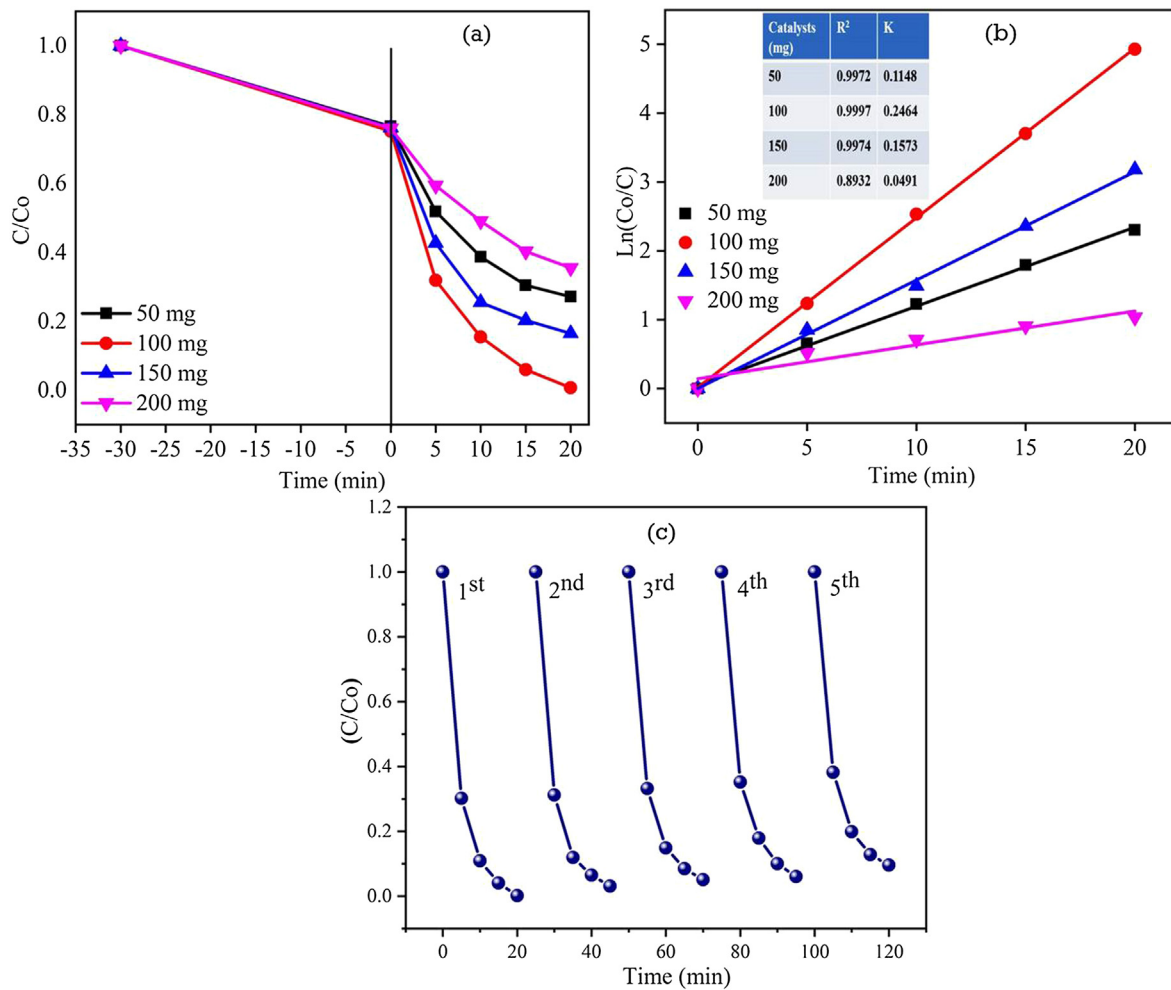 (a)
1.0
0.8
0.6
0.4
0.2
0.0
C/Co
50 mg
100 mg
150 mg
200 mg
-35 -30 -25 -20 -15 -10 -5 0 5 10 15 20
Time (min)
(b)
Catalysts (mg) R² K
50 0.9972 0.1148
100 0.9997 0.2464
150 0.9974 0.1573
200 0.8932 0.0491
5
4
3
2
1
0
Ln(Co/C)
50 mg
100 mg
150 mg
200 mg
0 5 10 15 20
Time (min)
(c)
1.2
1.0
0.8
0.6
0.4
0.2
0.0
(C/Co)
1st 2nd 3rd 4th 5th
0 20 40 60 80 100 120
Time (min)